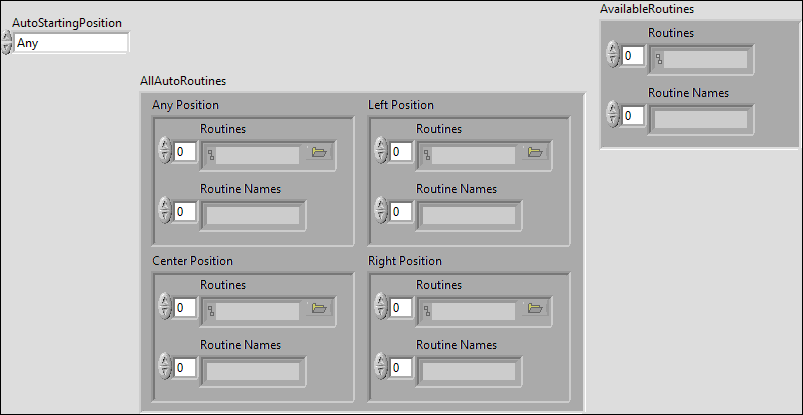 AutoStartingPosition
Any
AllAutoRoutines
Any Position
Routines
0
Routine Names
0
Left Position
Routines
0
Routine Names
0
Center Position
Routines
0
Routine Names
0
Right Position
Routines
0
Routine Names
0
AvailableRoutines
Routines
0
Routine Names
0